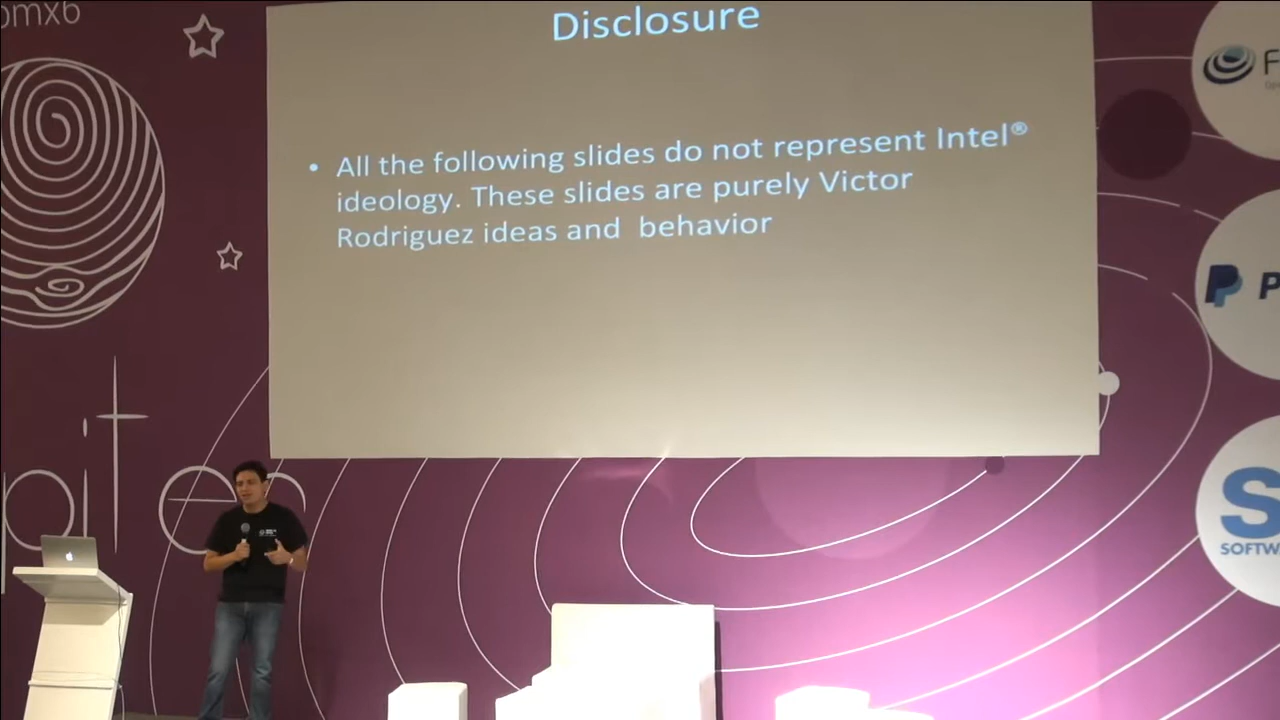 Disclosure
• All the following slides do not represent Intel®
ideology. These slides are purely Victor
Rodriguez ideas and  behavior
SOFTW